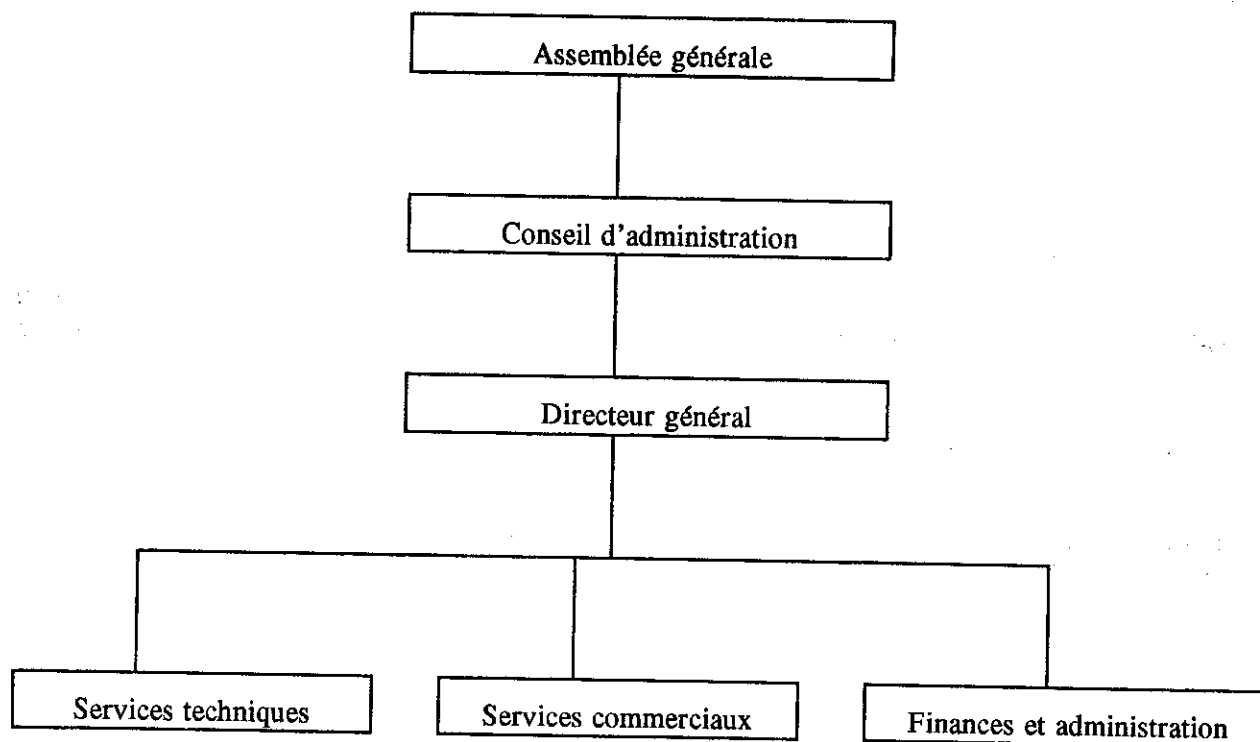 Assemblée générale
Conseil d'administration
Directeur général
Services techniques
Services commerciaux
Finances et administration